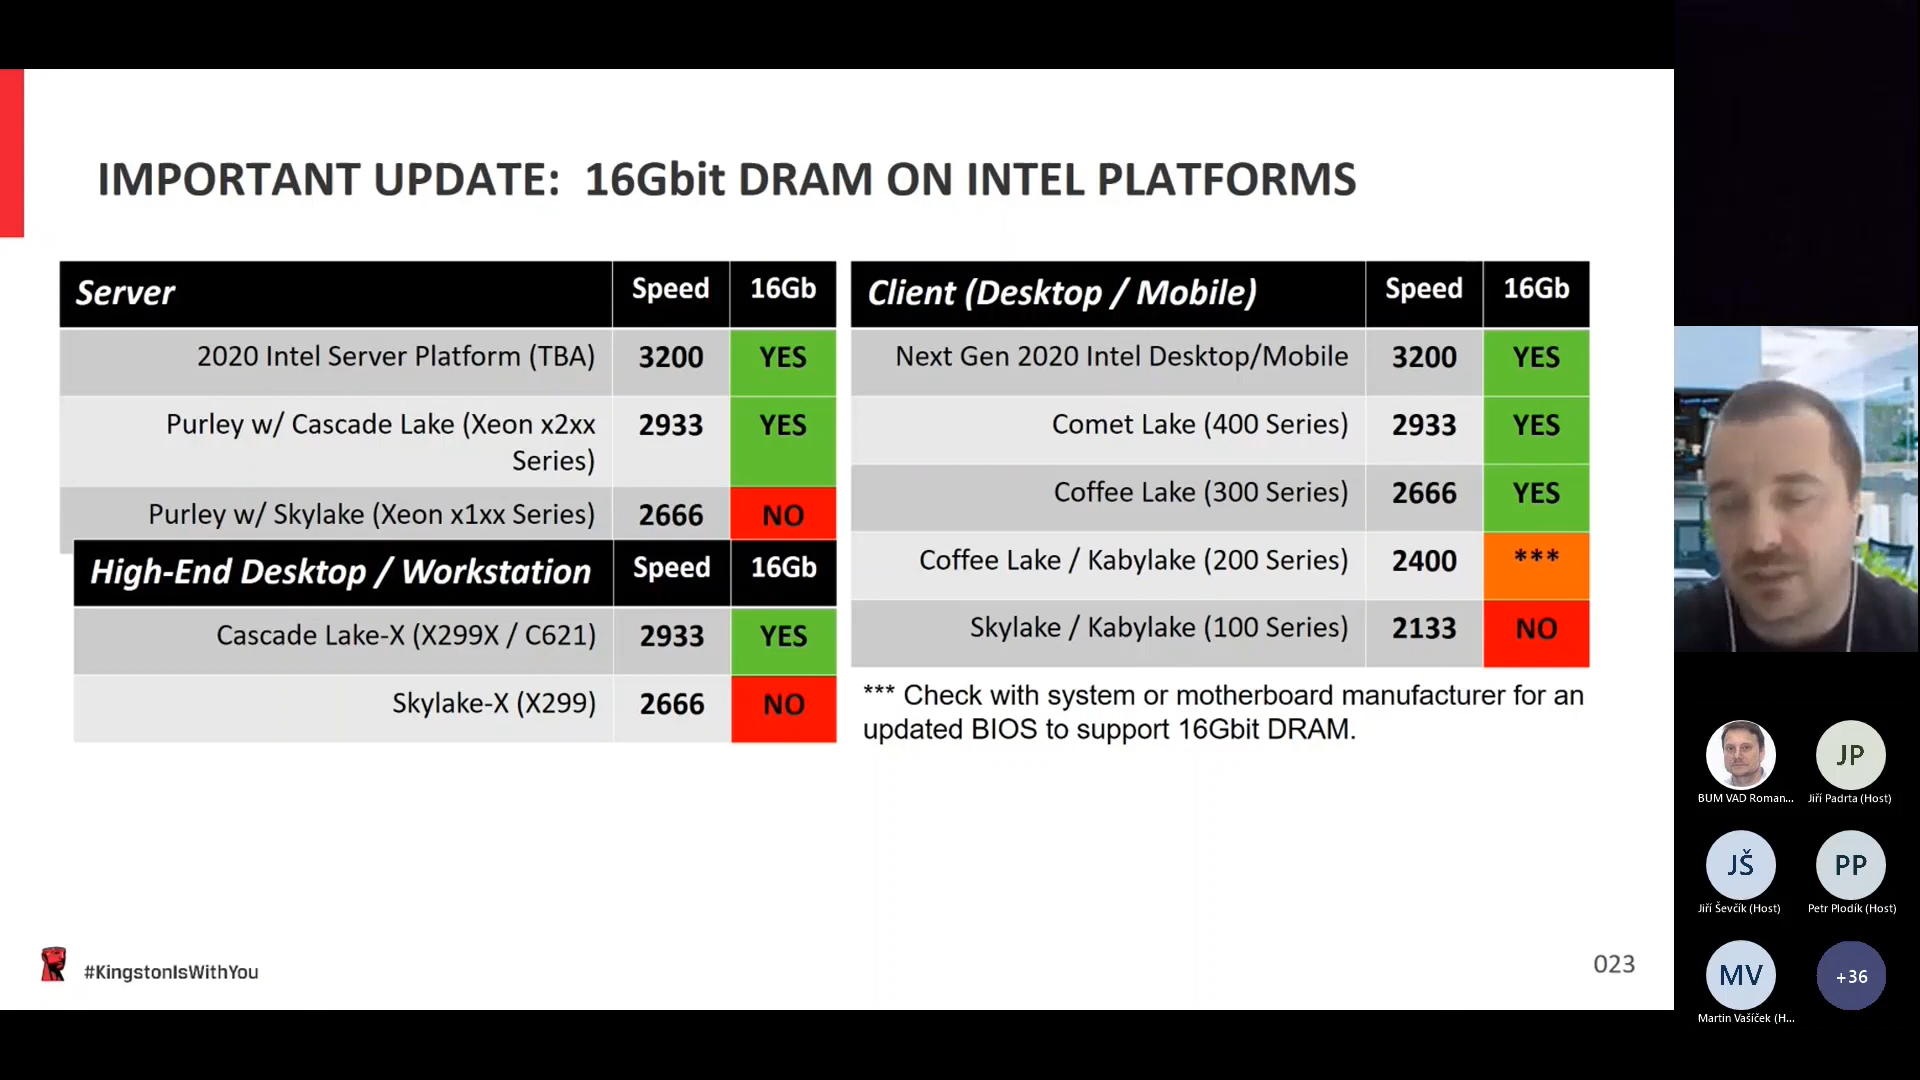 IMPORTANT UPDATE: 16Gbit DRAM ON INTEL PLATFORMS
Server Speed 16Gb
2020 Intel Server Platform (TBA) 3200 YES
Purley w/ Cascade Lake (Xeon x2xx
Series) 2933 YES
Purley w/ Skylake (Xeon x1xx Series) 2666 NO
High-End Desktop / Workstation Speed 16Gb
Cascade Lake-X (X299X / C621) 2933 YES
Skylake-X (X299) 2666 NO
Client (Desktop / Mobile) Speed 16Gb
Next Gen 2020 Intel Desktop/Mobile 3200 YES
Comet Lake (400 Series) 2933 YES
Coffee Lake (300 Series) 2666 YES
Coffee Lake / Kabylake (200 Series) 2400 ***
Skylake / Kabylake (100 Series) 2133 NO
*** Check with system or motherboard manufacturer for an
updated BIOS to support 16Gbit DRAM.
#KingstonIsWithYou
023
BUM VAD Roman...
JP
Jiří Padrta (Host)
JŠ
Jiří Ševčík (Host)
PP
Petr Plodík (Host)
MV
Martin Vašíček (H...
+36